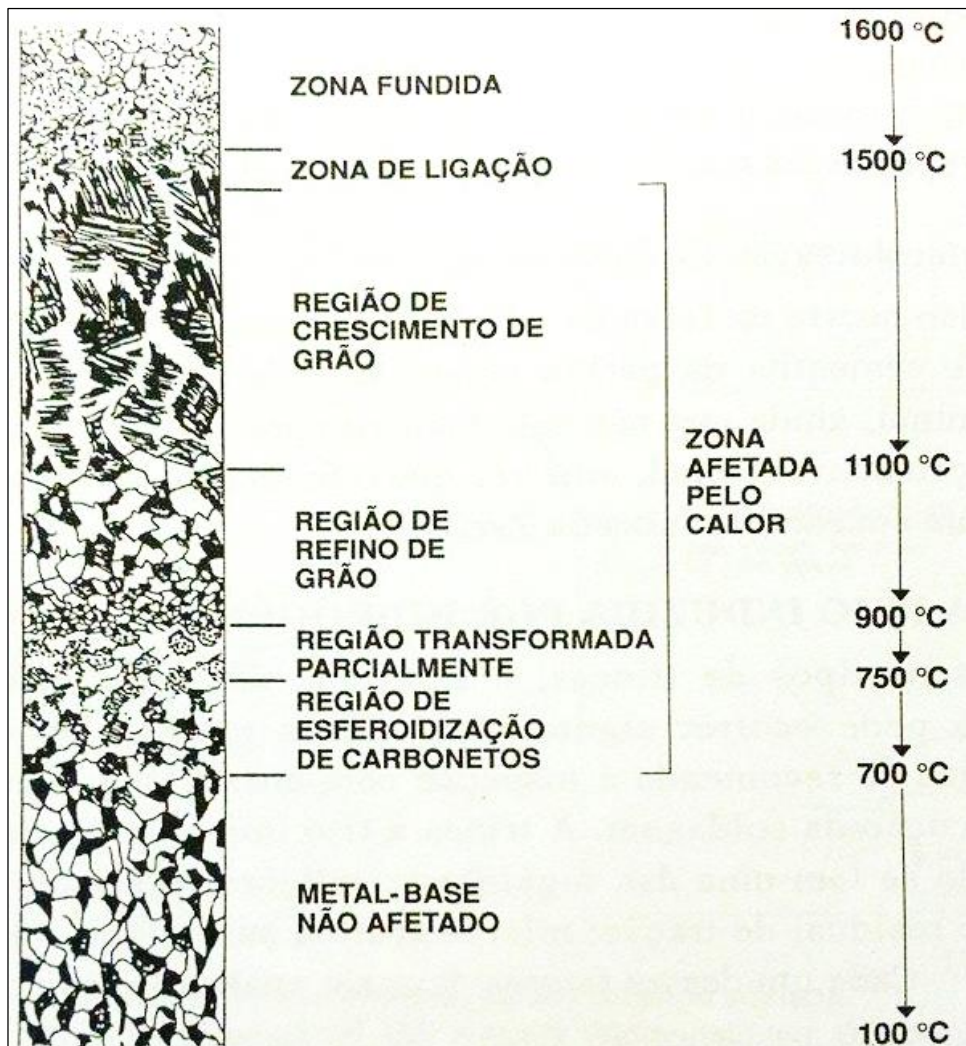 1600 °C
ZONA FUNDIDA
1500 °C
ZONA DE LIGAÇÃO
REGIÃO DE
CRESCIMENTO DE
GRÃO
ZONA
AFETADA
PELO
CALOR
1100 °C
REGIÃO DE
REFINO DE
GRÃO
900 °C
REGIÃO TRANSFORMADA
PARCIALMENTE
750 °C
REGIÃO DE
ESFEROIDIZAÇÃO
DE CARBONETOS
700 °C
METAL-BASE
NÃO AFETADO
100 °C